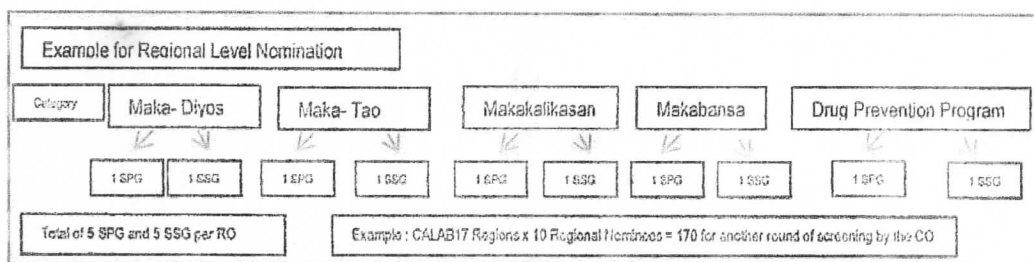 Example for Regional Level Nomination
Category
Maka- Diyos
Maka- Tao
Makakalikasan
Makabansa
Drug Prevention Program
1 SPG
1 SSG
1 SPG
1 SSG
1 SPG
1 SSG
1 SPG
1 SSG
1 SPG
1 SSG
Total of 5 SPG and 5 SSG per RO
Example : CALAB17 Regions x 10 Regional Nominees = 170 for another round of screening by the CO